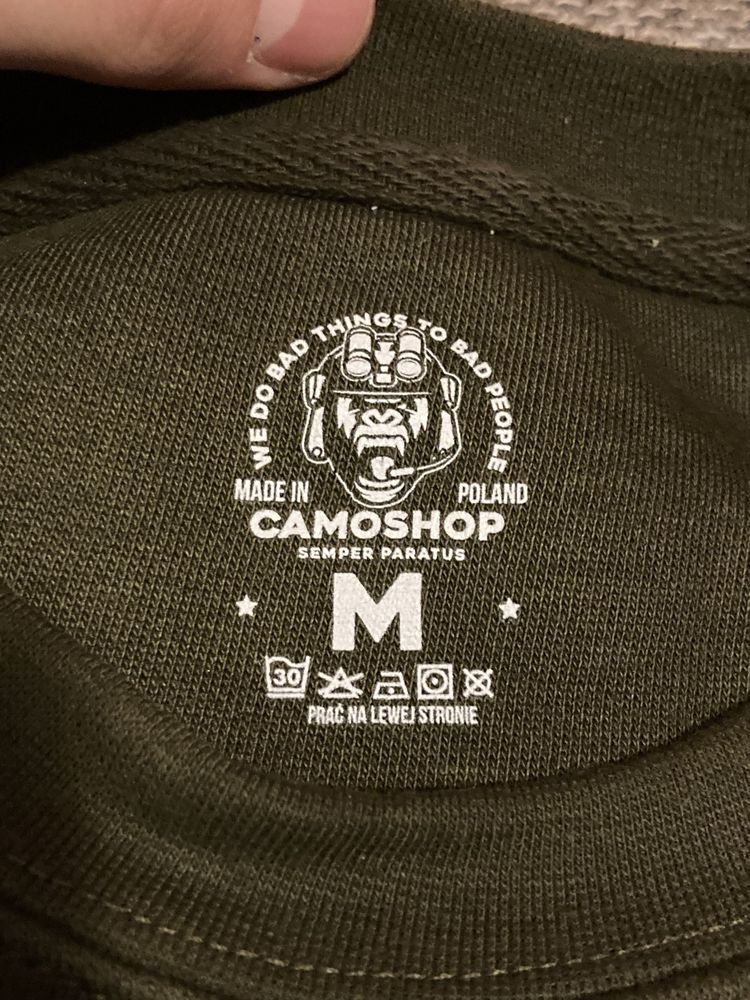 WE DO BAD THINGS TO BAD PEOPLE
MADE IN POLAND
CAMOSHOP
SEMPER PARATUS
M
30
PRAĆ NA LEWEJ STRONIE